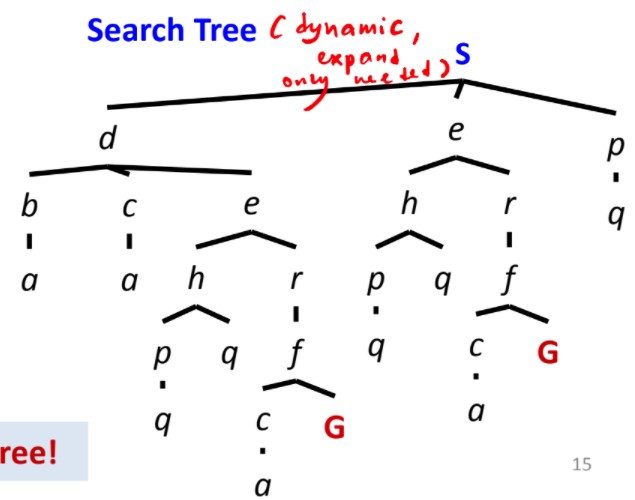 Search Tree ( dynamic,
expand
only needed)
S
d e p
b c e h r q
a a h r p q f
p q f q c G
q c G a
ree!
15
a